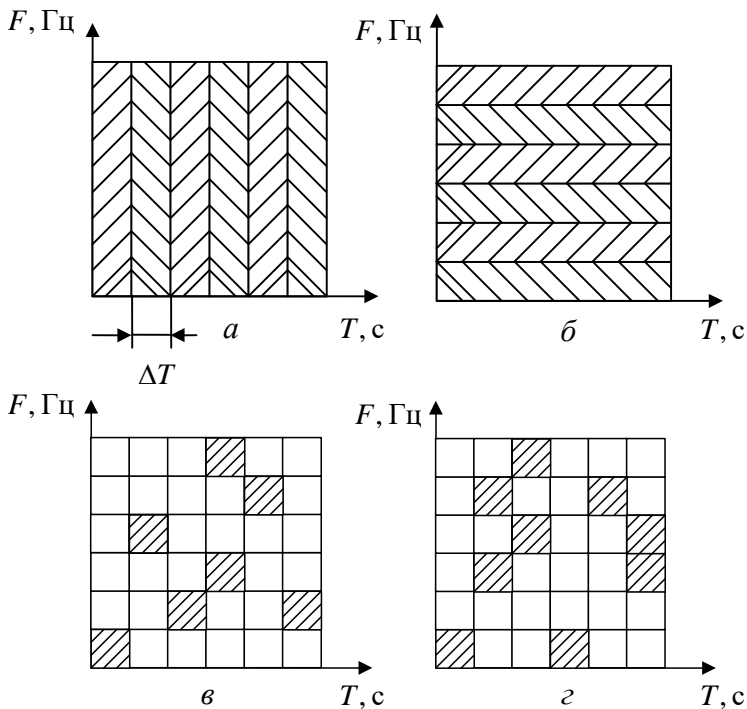 F, Гц
F, Гц
а
T, с
б
T, с
ΔT
F, Гц
F, Гц
в
T, с
г
T, с